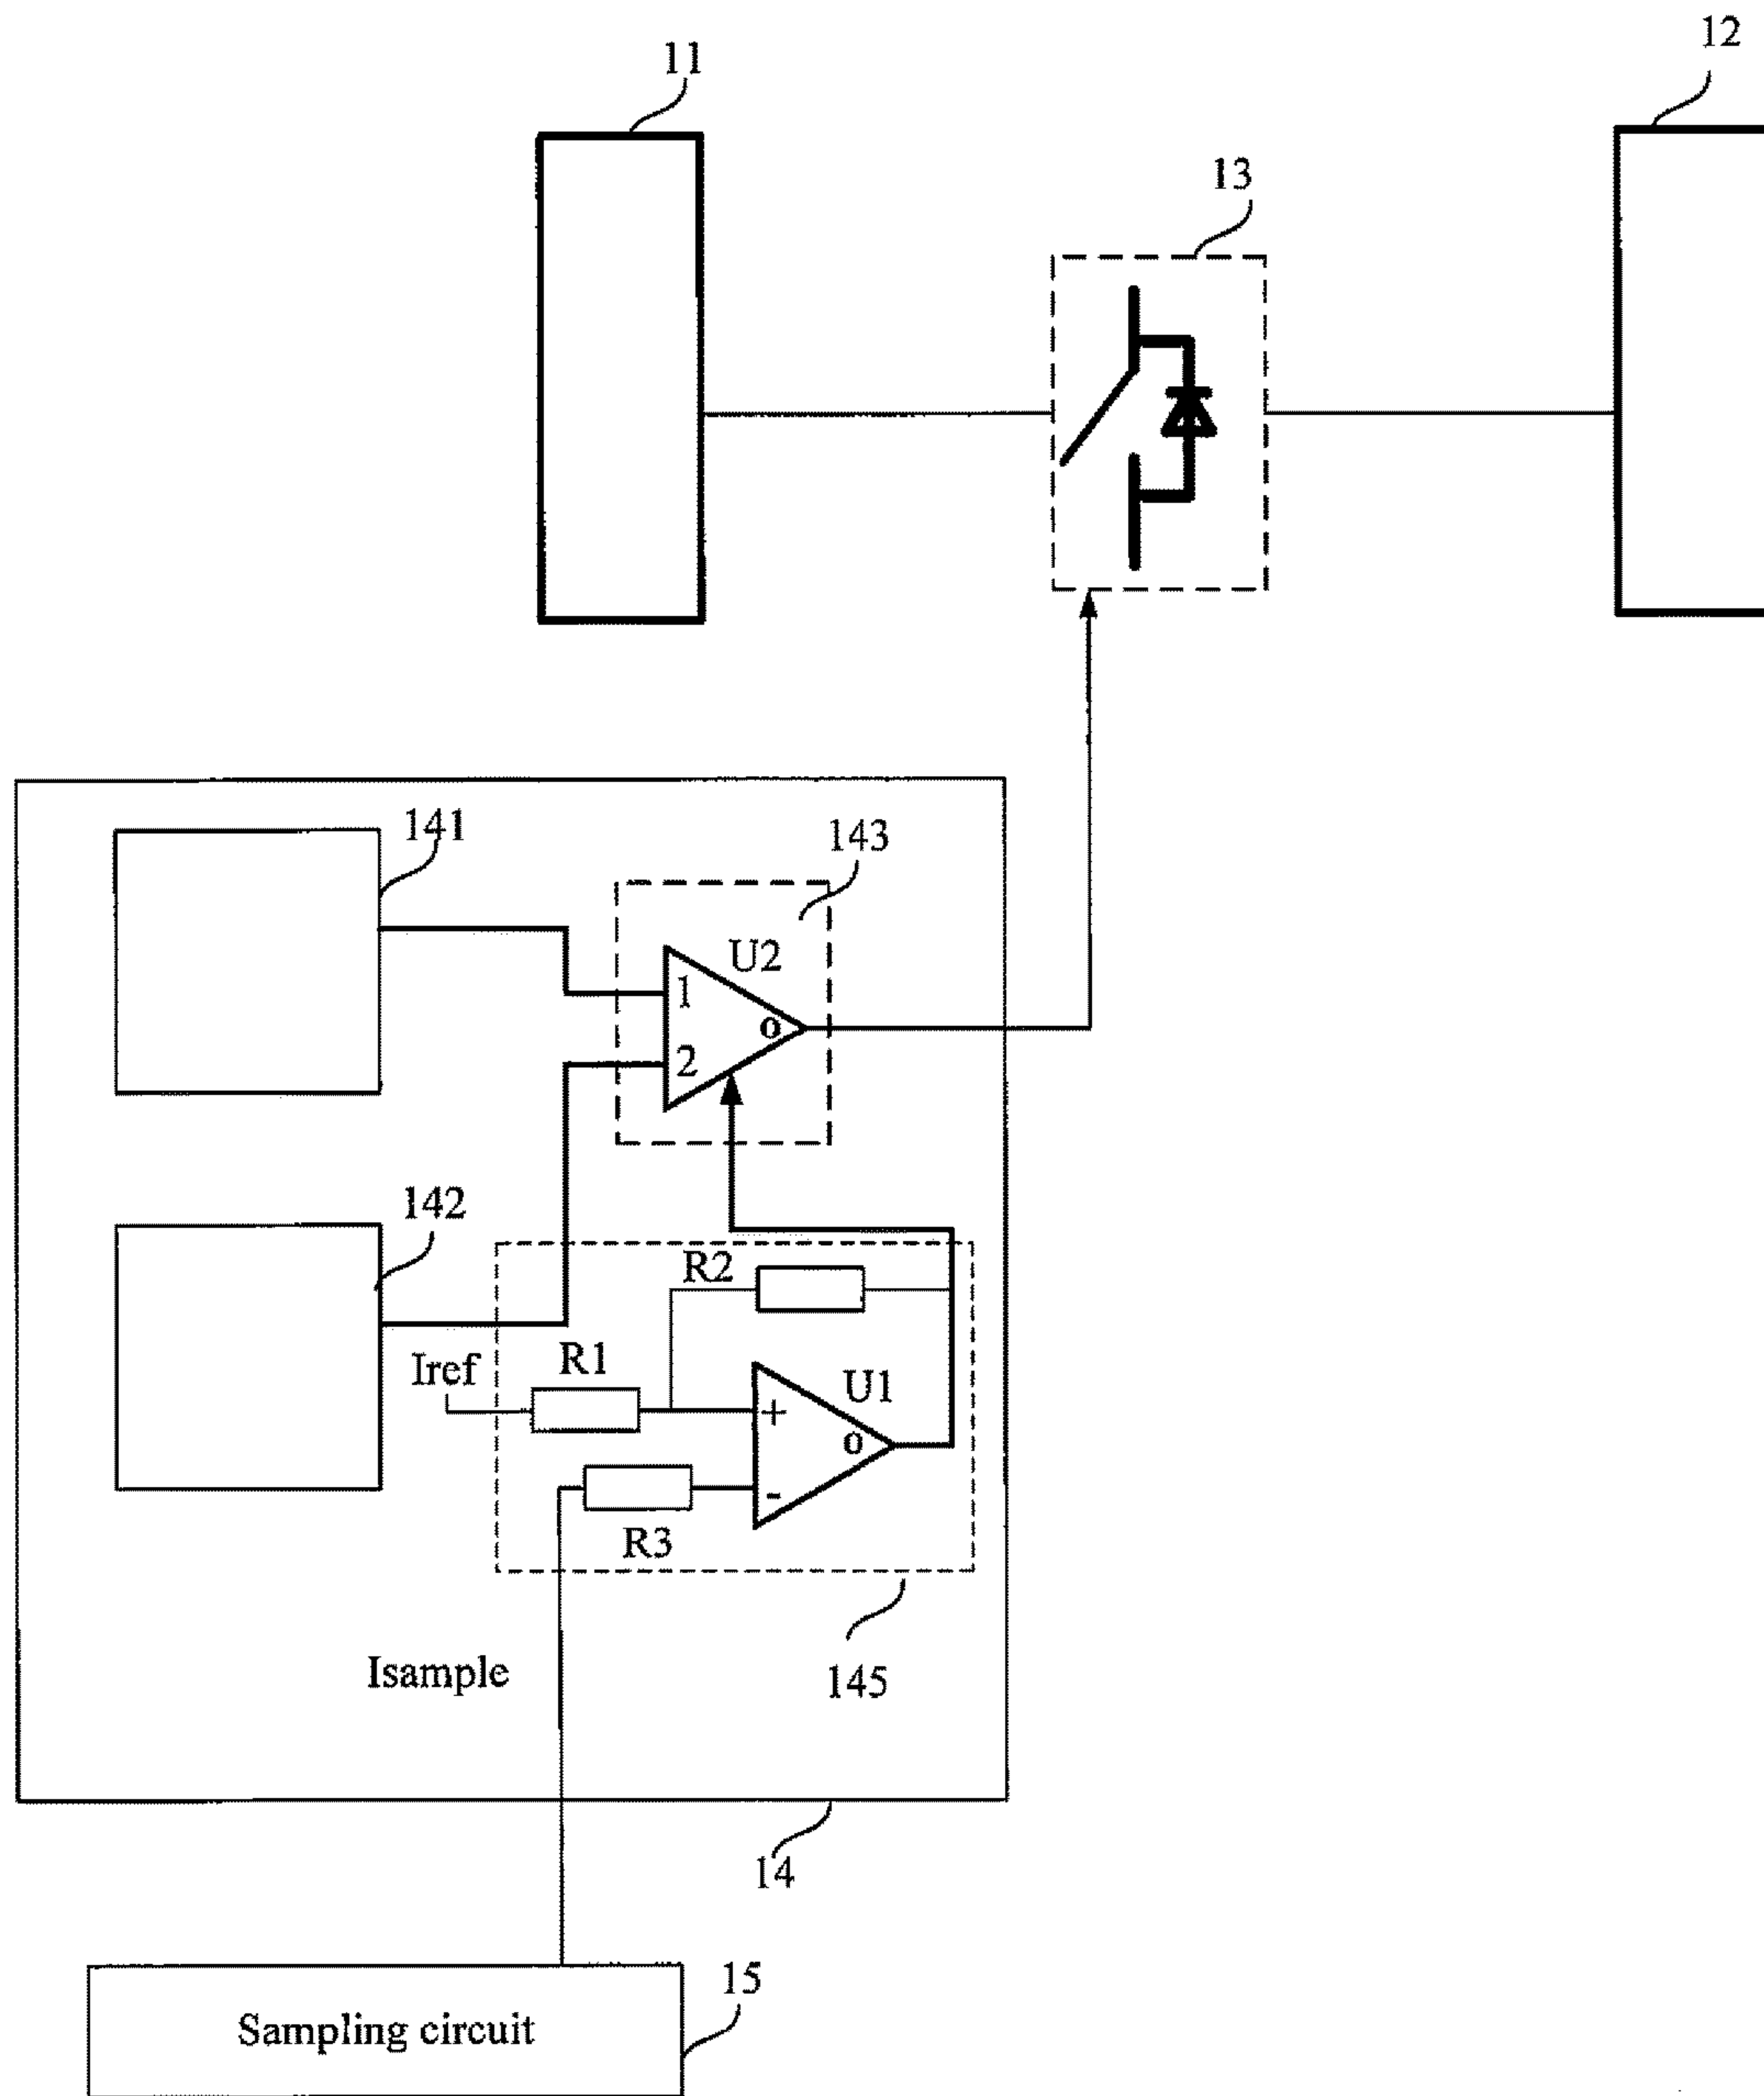 12
11
13
141
143
U2
1
o
2
142
R2
R1
Iref
U1
+
o
-
R3
Isample
145
14
15
Sampling circuit